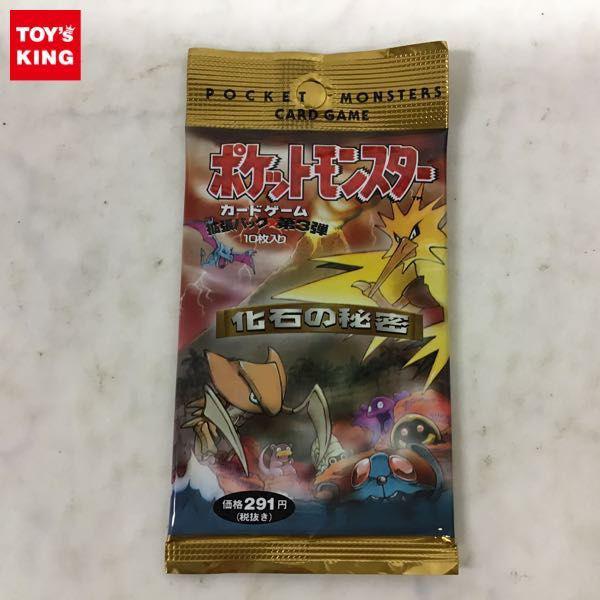 TOY's
KING
POCKET MONSTERS
CARD GAME
ポケットモンスター
TM
カードゲーム
拡張パック★第3弾
10枚入り
化石の秘密
価格291円
(税抜き)